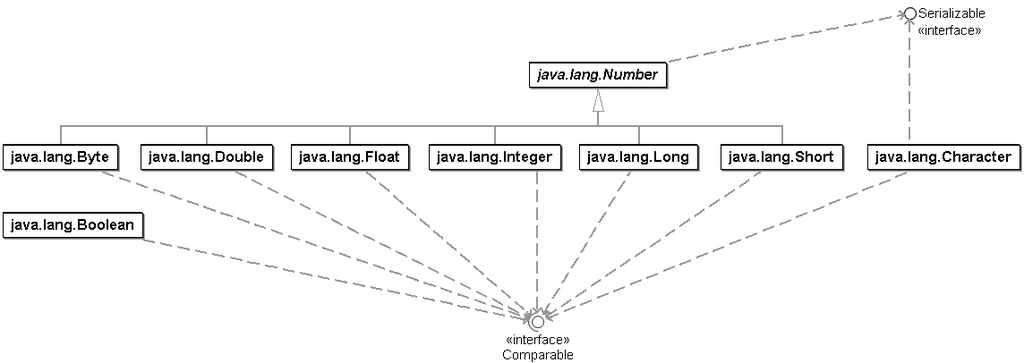 Serializable
«interface»
java.lang.Number
java.lang.Byte
java.lang.Double
java.lang.Float
java.lang.Integer
java.lang.Long
java.lang.Short
java.lang.Character
java.lang.Boolean
«interface»
Comparable